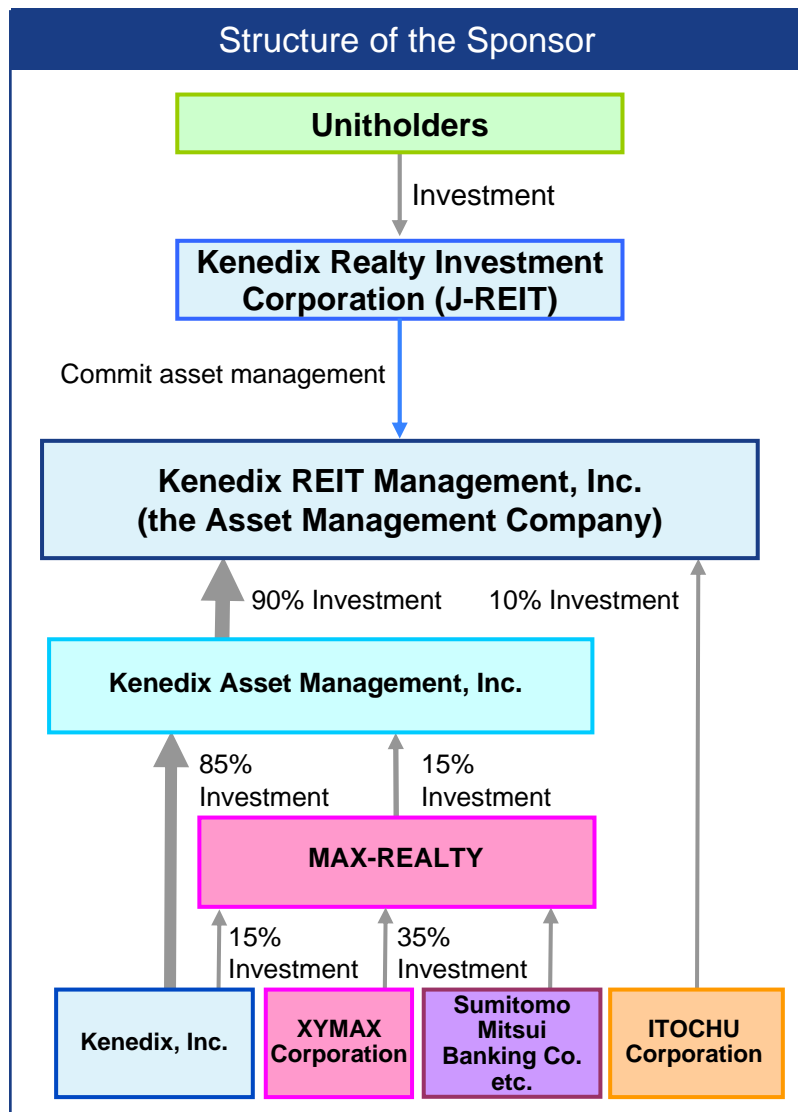 Structure of the Sponsor
Unitholders
Investment
Kenedix Realty Investment
Corporation (J-REIT)
Commit asset management
Kenedix REIT Management, Inc.
(the Asset Management Company)
90% Investment
10% Investment
Kenedix Asset Management, Inc.
85%
Investment
15%
Investment
MAX-REALTY
15%
Investment
35%
Investment
Kenedix, Inc.
XYMAX
Corporation
Sumitomo
Mitsui
Banking Co.
etc.
ITOCHU
Corporation